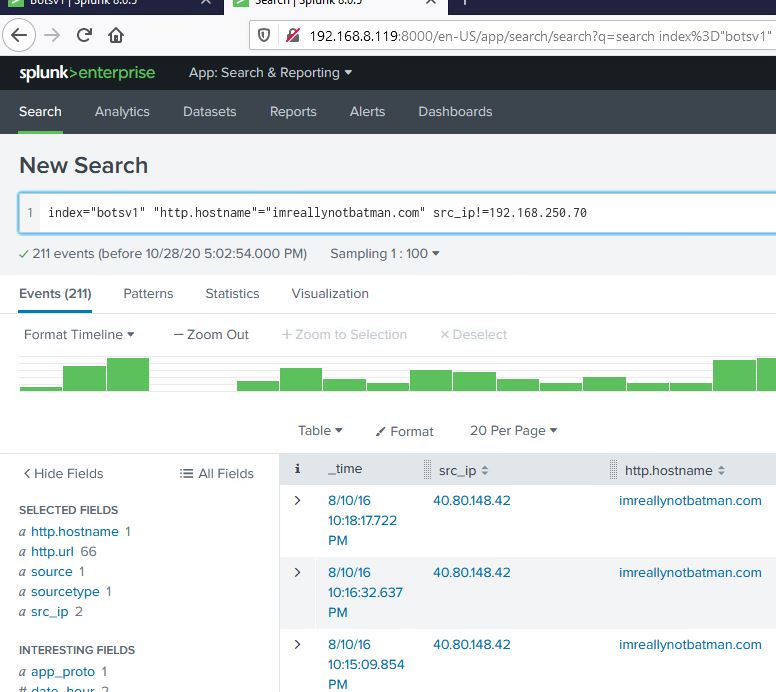 Botsv1 | Splunk 8.0.5
Search | Splunk 8.0.5
192.168.8.119:8000/en-US/app/search/search?q=search index%3D"botsv1"
splunk>enterprise App: Search & Reporting
Search Analytics Datasets Reports Alerts Dashboards
New Search
1 index="botsv1" "http.hostname"="imreallynotbatman.com" src_ip!=192.168.250.70
211 events (before 10/28/20 5:02:54.000 PM) Sampling 1 : 100
Events (211) Patterns Statistics Visualization
Format Timeline — Zoom Out + Zoom to Selection × Deselect
Table Format 20 Per Page
< Hide Fields All Fields
SELECTED FIELDS
a http.hostname 1
a http.url 66
a source 1
a sourcetype 1
a src_ip 2
INTERESTING FIELDS
a app_proto 1
# date_hour 2
i _time src_ip http.hostname
> 8/10/16 40.80.148.42 imreallynotbatman.com
10:18:17.722
PM
> 8/10/16 40.80.148.42 imreallynotbatman.com
10:16:32.637
PM
> 8/10/16 40.80.148.42 imreallynotbatman.com
10:15:09.854
PM